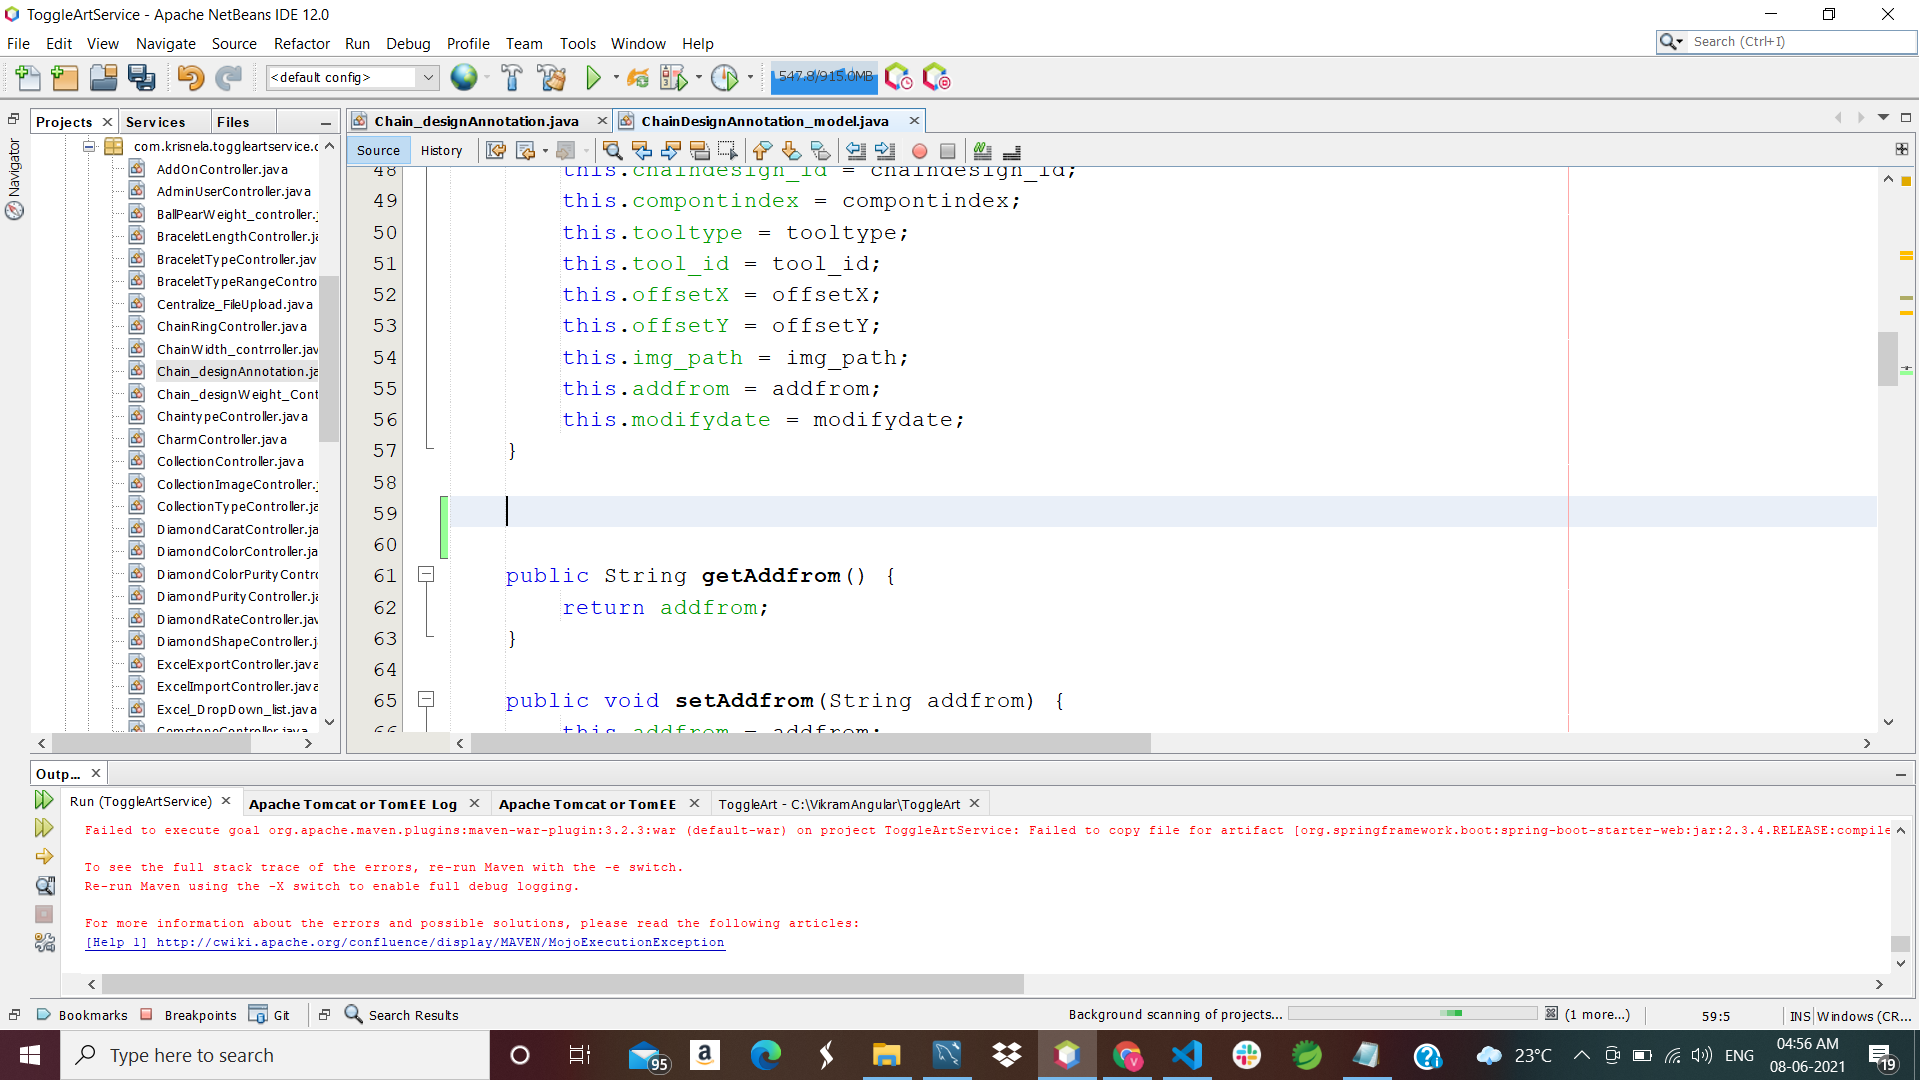 ToggleArtService - Apache NetBeans IDE 12.0
File Edit View Navigate Source Refactor Run Debug Profile Team Tools Window Help
Search (Ctrl+I)
<default config>
547.8/915.0MB
Projects Services Files
Chain_designAnnotation.java ChainDesignAnnotation_model.java
Navigator
Source History
com.krisnela.toggleartservice.c
AddOnController.java
AdminUserController.java
BallPearWeight_controller.j
BraceletLengthController.ja
BraceletTypeController.jav
BraceletTypeRangeContro
Centralize_FileUpload.java
ChainRingController.java
ChainWidth_contrroller.jav
Chain_designAnnotation.ja
Chain_designWeight_Cont
ChaintypeController.java
CharmController.java
CollectionController.java
CollectionImageController.j
CollectionTypeController.ja
DiamondCaratController.ja
DiamondColorController.ja
DiamondColorPurityContro
DiamondPurityController.ja
DiamondRateController.jav
DiamondShapeController.j
ExcelExportController.java
ExcelImportController.java
Excel_DropDown_list.java
GemstoneController.java
48 this.chaindesign_id = chaindesign_id;
49 this.compontindex = compontindex;
50 this.tooltype = tooltype;
51 this.tool_id = tool_id;
52 this.offsetX = offsetX;
53 this.offsetY = offsetY;
54 this.img_path = img_path;
55 this.addfrom = addfrom;
56 this.modifydate = modifydate;
57 }
58
59
60
61 public String getAddfrom() {
62 return addfrom;
63 }
64
65 public void setAddfrom(String addfrom) {
66 this.addfrom = addfrom;
Outp...
Run (ToggleArtService) Apache Tomcat or TomEE Log Apache Tomcat or TomEE ToggleArt - C:\VikramAngular\ToggleArt
Failed to execute goal org.apache.maven.plugins:maven-war-plugin:3.2.3:war (default-war) on project ToggleArtService: Failed to copy file for artifact [org.springframework.boot:spring-boot-starter-web:jar:2.3.4.RELEASE:compile
To see the full stack trace of the errors, re-run Maven with the -e switch.
Re-run Maven using the -X switch to enable full debug logging.
For more information about the errors and possible solutions, please read the following articles:
[Help 1] http://cwiki.apache.org/confluence/display/MAVEN/MojoExecutionException
Bookmarks Breakpoints Git Search Results
Background scanning of projects... (1 more...) 59:5 INS Windows (CR...
Type here to search
95
23°C ENG
04:56 AM
08-06-2021
19